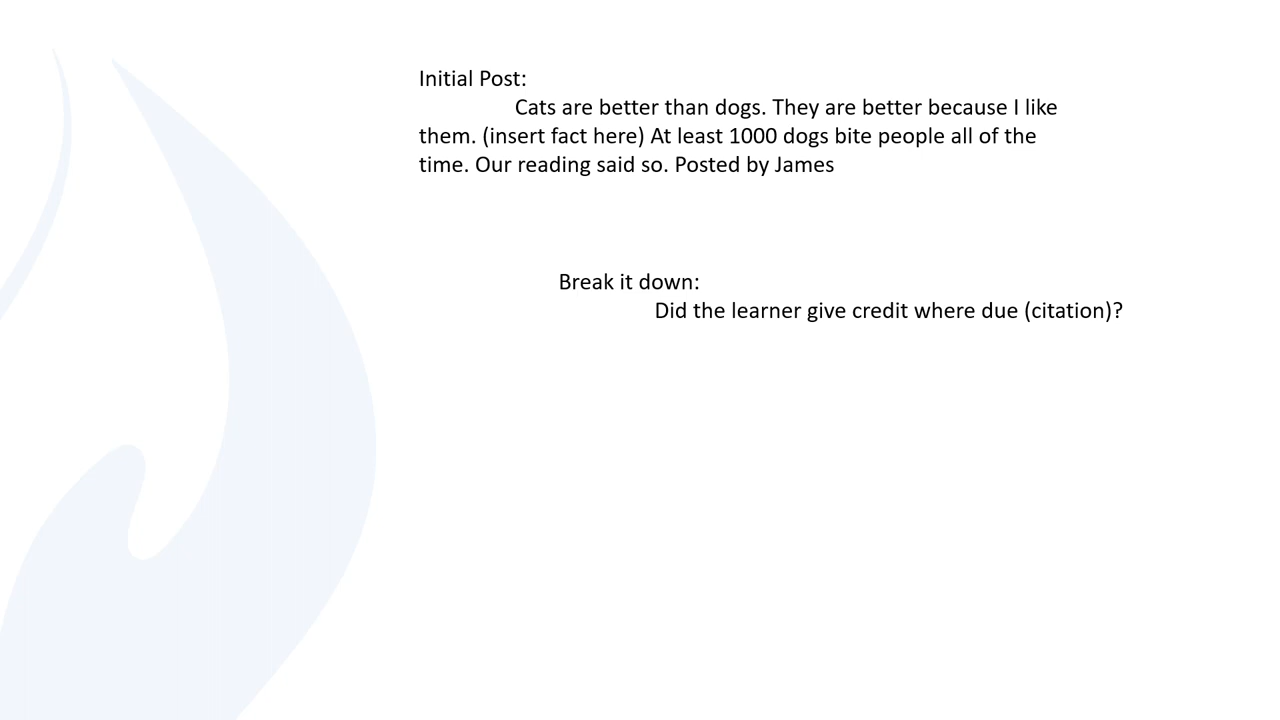 Initial Post:
Cats are better than dogs. They are better because I like
them. (insert fact here) At least 1000 dogs bite people all of the
time. Our reading said so. Posted by James
Break it down:
Did the learner give credit where due (citation)?